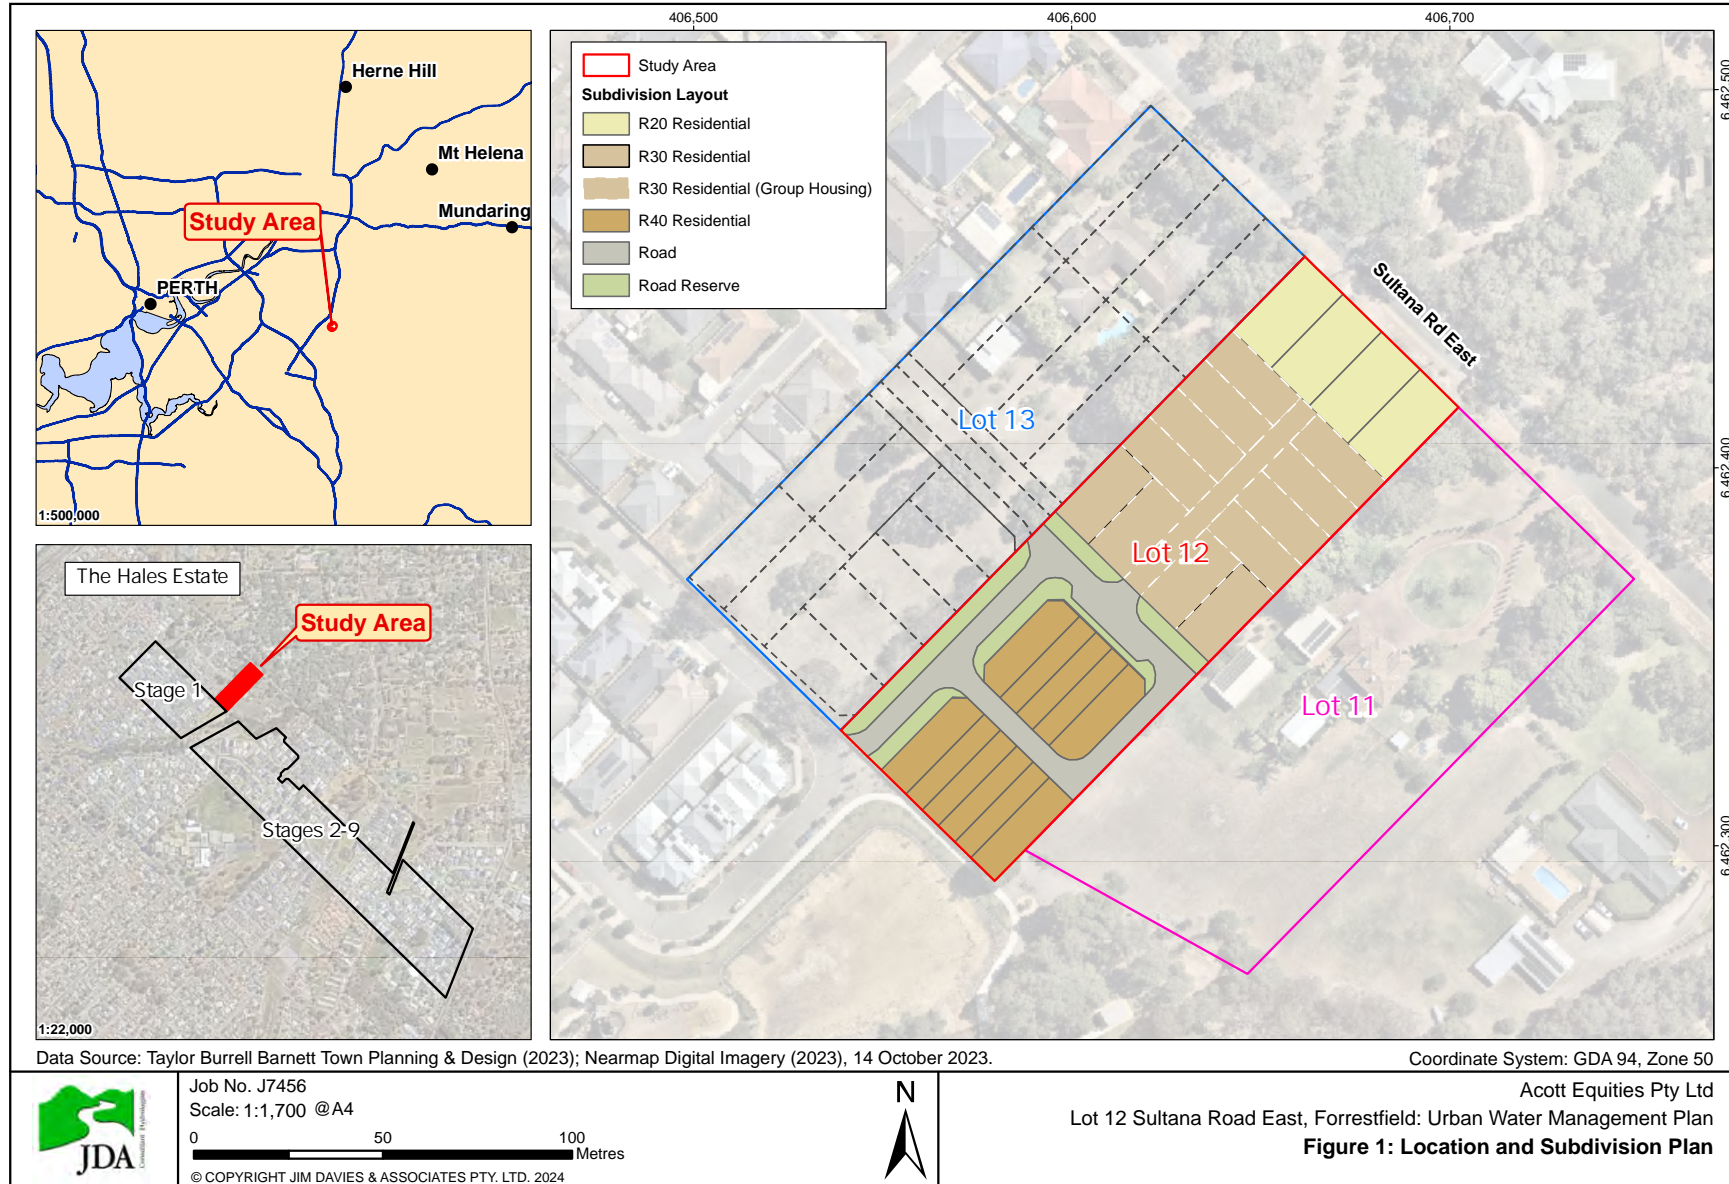 406,500
406,600
406,700
6,462,500
6,462,400
6,462,300
Herne Hill
Mt Helena
Mundaring
Study Area
PERTH
1:500,000
The Hales Estate
Study Area
Stage 1
Stages 2-9
1:22,000
Study Area
Subdivision Layout
R20 Residential
R30 Residential
R30 Residential (Group Housing)
R40 Residential
Road
Road Reserve
Sultana Rd East
Lot 13
Lot 12
Lot 11
Data Source: Taylor Burrell Barnett Town Planning & Design (2023); Nearmap Digital Imagery (2023), 14 October 2023.
Coordinate System: GDA 94, Zone 50
JDA
Consultant Hydrologists
Job No. J7456
Scale: 1:1,700 @A4
0 50 100
Metres
© COPYRIGHT JIM DAVIES & ASSOCIATES PTY. LTD. 2024
N
Acott Equities Pty Ltd
Lot 12 Sultana Road East, Forrestfield: Urban Water Management Plan
Figure 1: Location and Subdivision Plan